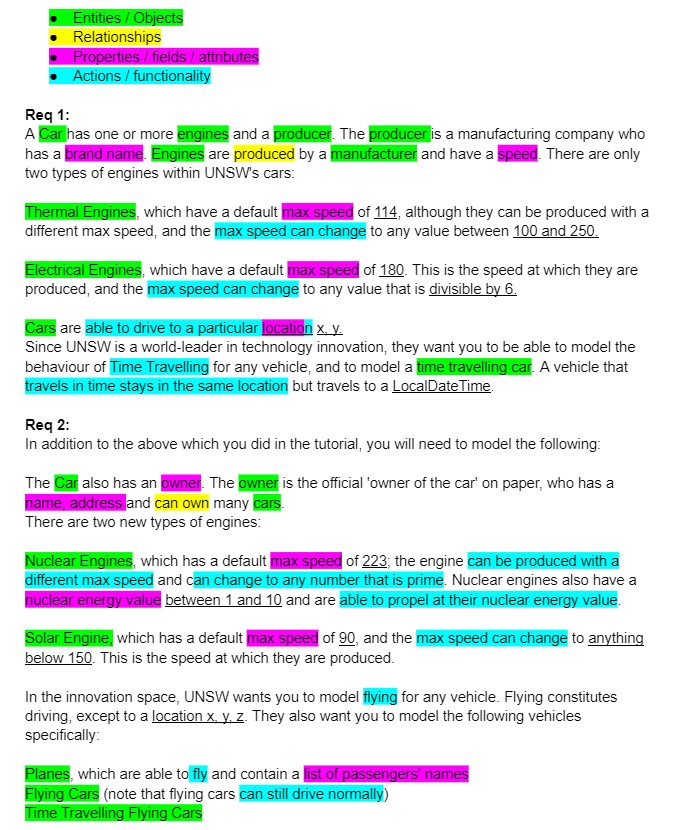 ● Entities / Objects
● Relationships
● Properties / fields / attributes
● Actions / functionality
Req 1:
A Car has one or more engines and a producer. The producer is a manufacturing company who
has a brand name. Engines are produced by a manufacturer and have a speed. There are only
two types of engines within UNSW's cars:
Thermal Engines, which have a default max speed of 114, although they can be produced with a
different max speed, and the max speed can change to any value between 100 and 250.
Electrical Engines, which have a default max speed of 180. This is the speed at which they are
produced, and the max speed can change to any value that is divisible by 6.
Cars are able to drive to a particular location x, y.
Since UNSW is a world-leader in technology innovation, they want you to be able to model the
behaviour of Time Travelling for any vehicle, and to model a time travelling car. A vehicle that
travels in time stays in the same location but travels to a LocalDateTime.
Req 2:
In addition to the above which you did in the tutorial, you will need to model the following:
The Car also has an owner. The owner is the official 'owner of the car' on paper, who has a
name, address and can own many cars.
There are two new types of engines:
Nuclear Engines, which has a default max speed of 223; the engine can be produced with a
different max speed and can change to any number that is prime. Nuclear engines also have a
nuclear energy value between 1 and 10 and are able to propel at their nuclear energy value.
Solar Engine, which has a default max speed of 90, and the max speed can change to anything
below 150. This is the speed at which they are produced.
In the innovation space, UNSW wants you to model flying for any vehicle. Flying constitutes
driving, except to a location x, y, z. They also want you to model the following vehicles
specifically:
Planes, which are able to fly and contain a list of passengers' names
Flying Cars (note that flying cars can still drive normally)
Time Travelling Flying Cars